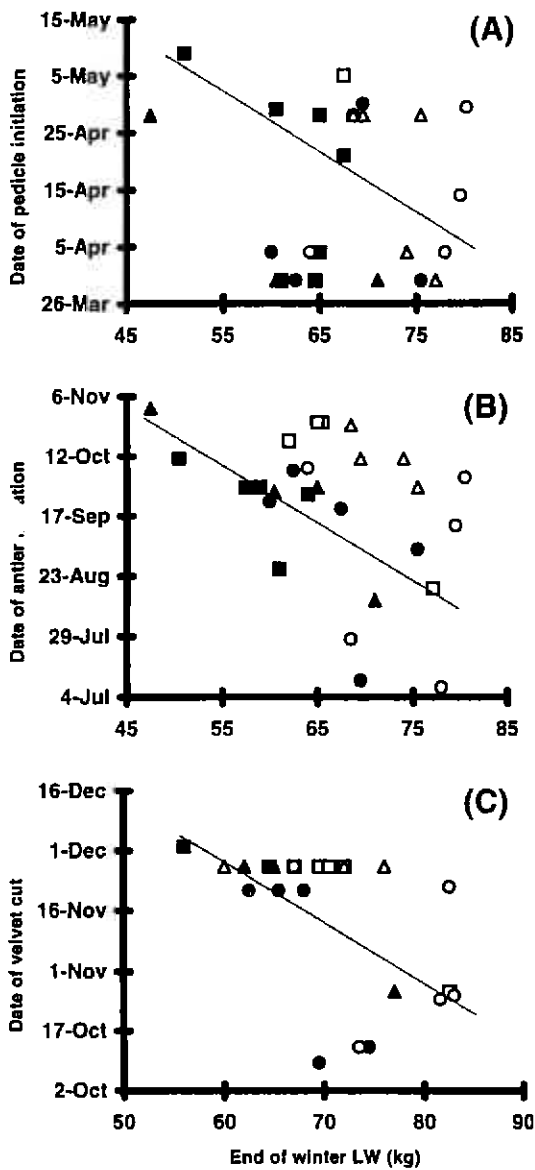 (A)
Date of pedicle initiation
15-May
5-May
25-Apr
15-Apr
5-Apr
26-Mar
45 55 65 75 85
(B)
Date of antler
6-Nov
12-Oct
17-Sep
23-Aug
29-Jul
4-Jul
45 55 65 75 85
(C)
Date of velvet cut
16-Dec
1-Dec
16-Nov
1-Nov
17-Oct
2-Oct
50 60 70 80 90
End of winter LW (kg)